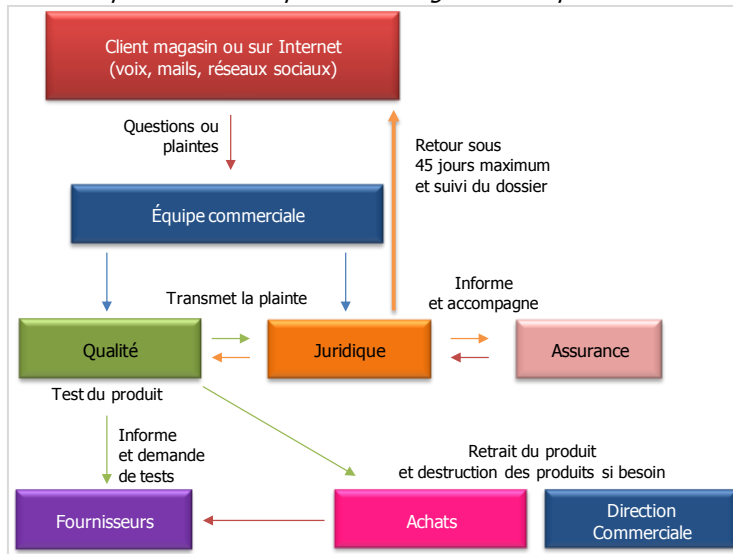 Client magasin ou sur Internet
(voix, mails, réseaux sociaux)
Questions ou
plaintes
Retour sous
45 jours maximum
et suivi du dossier
Équipe commerciale
Transmet la plainte
Informe
et accompagne
Qualité
Juridique
Assurance
Test du produit
Informe
et demande
de tests
Retrait du produit
et destruction des produits si besoin
Fournisseurs
Achats
Direction
Commerciale